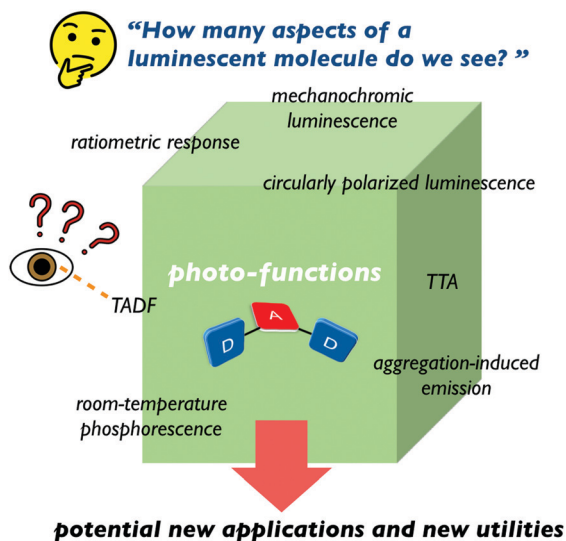 “How many aspects of a
luminescent molecule do we see? ”
mechanochromic
luminescence
ratiometric response
circularly polarized luminescence
? ? ?
photo-functions
TTA
TADF
A
D
D
aggregation-induced
emission
room-temperature
phosphorescence
potential new applications and new utilities